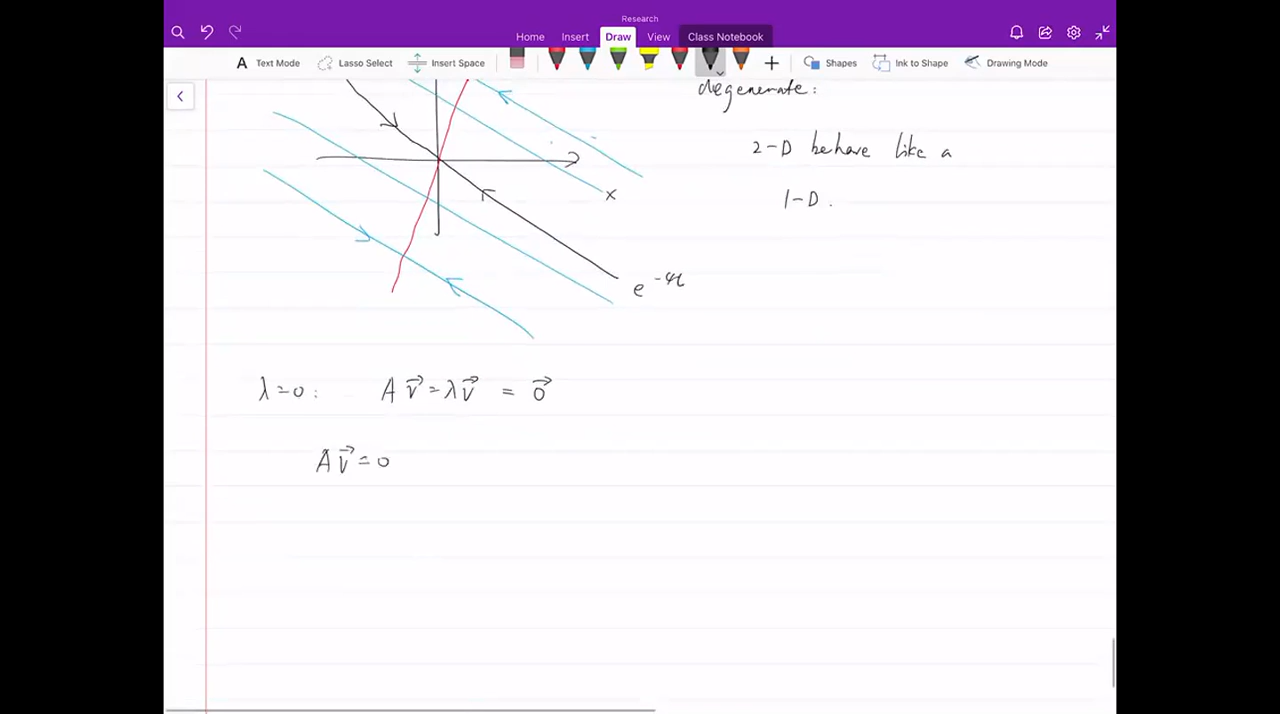 Research
Home Insert Draw View Class Notebook
A Text Mode Lasso Select Insert Space Shapes Ink to Shape Drawing Mode
degenerate:
2-D behave like a
1-D.
x
e^{-4t}
λ=0: A v⃗ = λ v⃗ = 0⃗
A v⃗ = 0